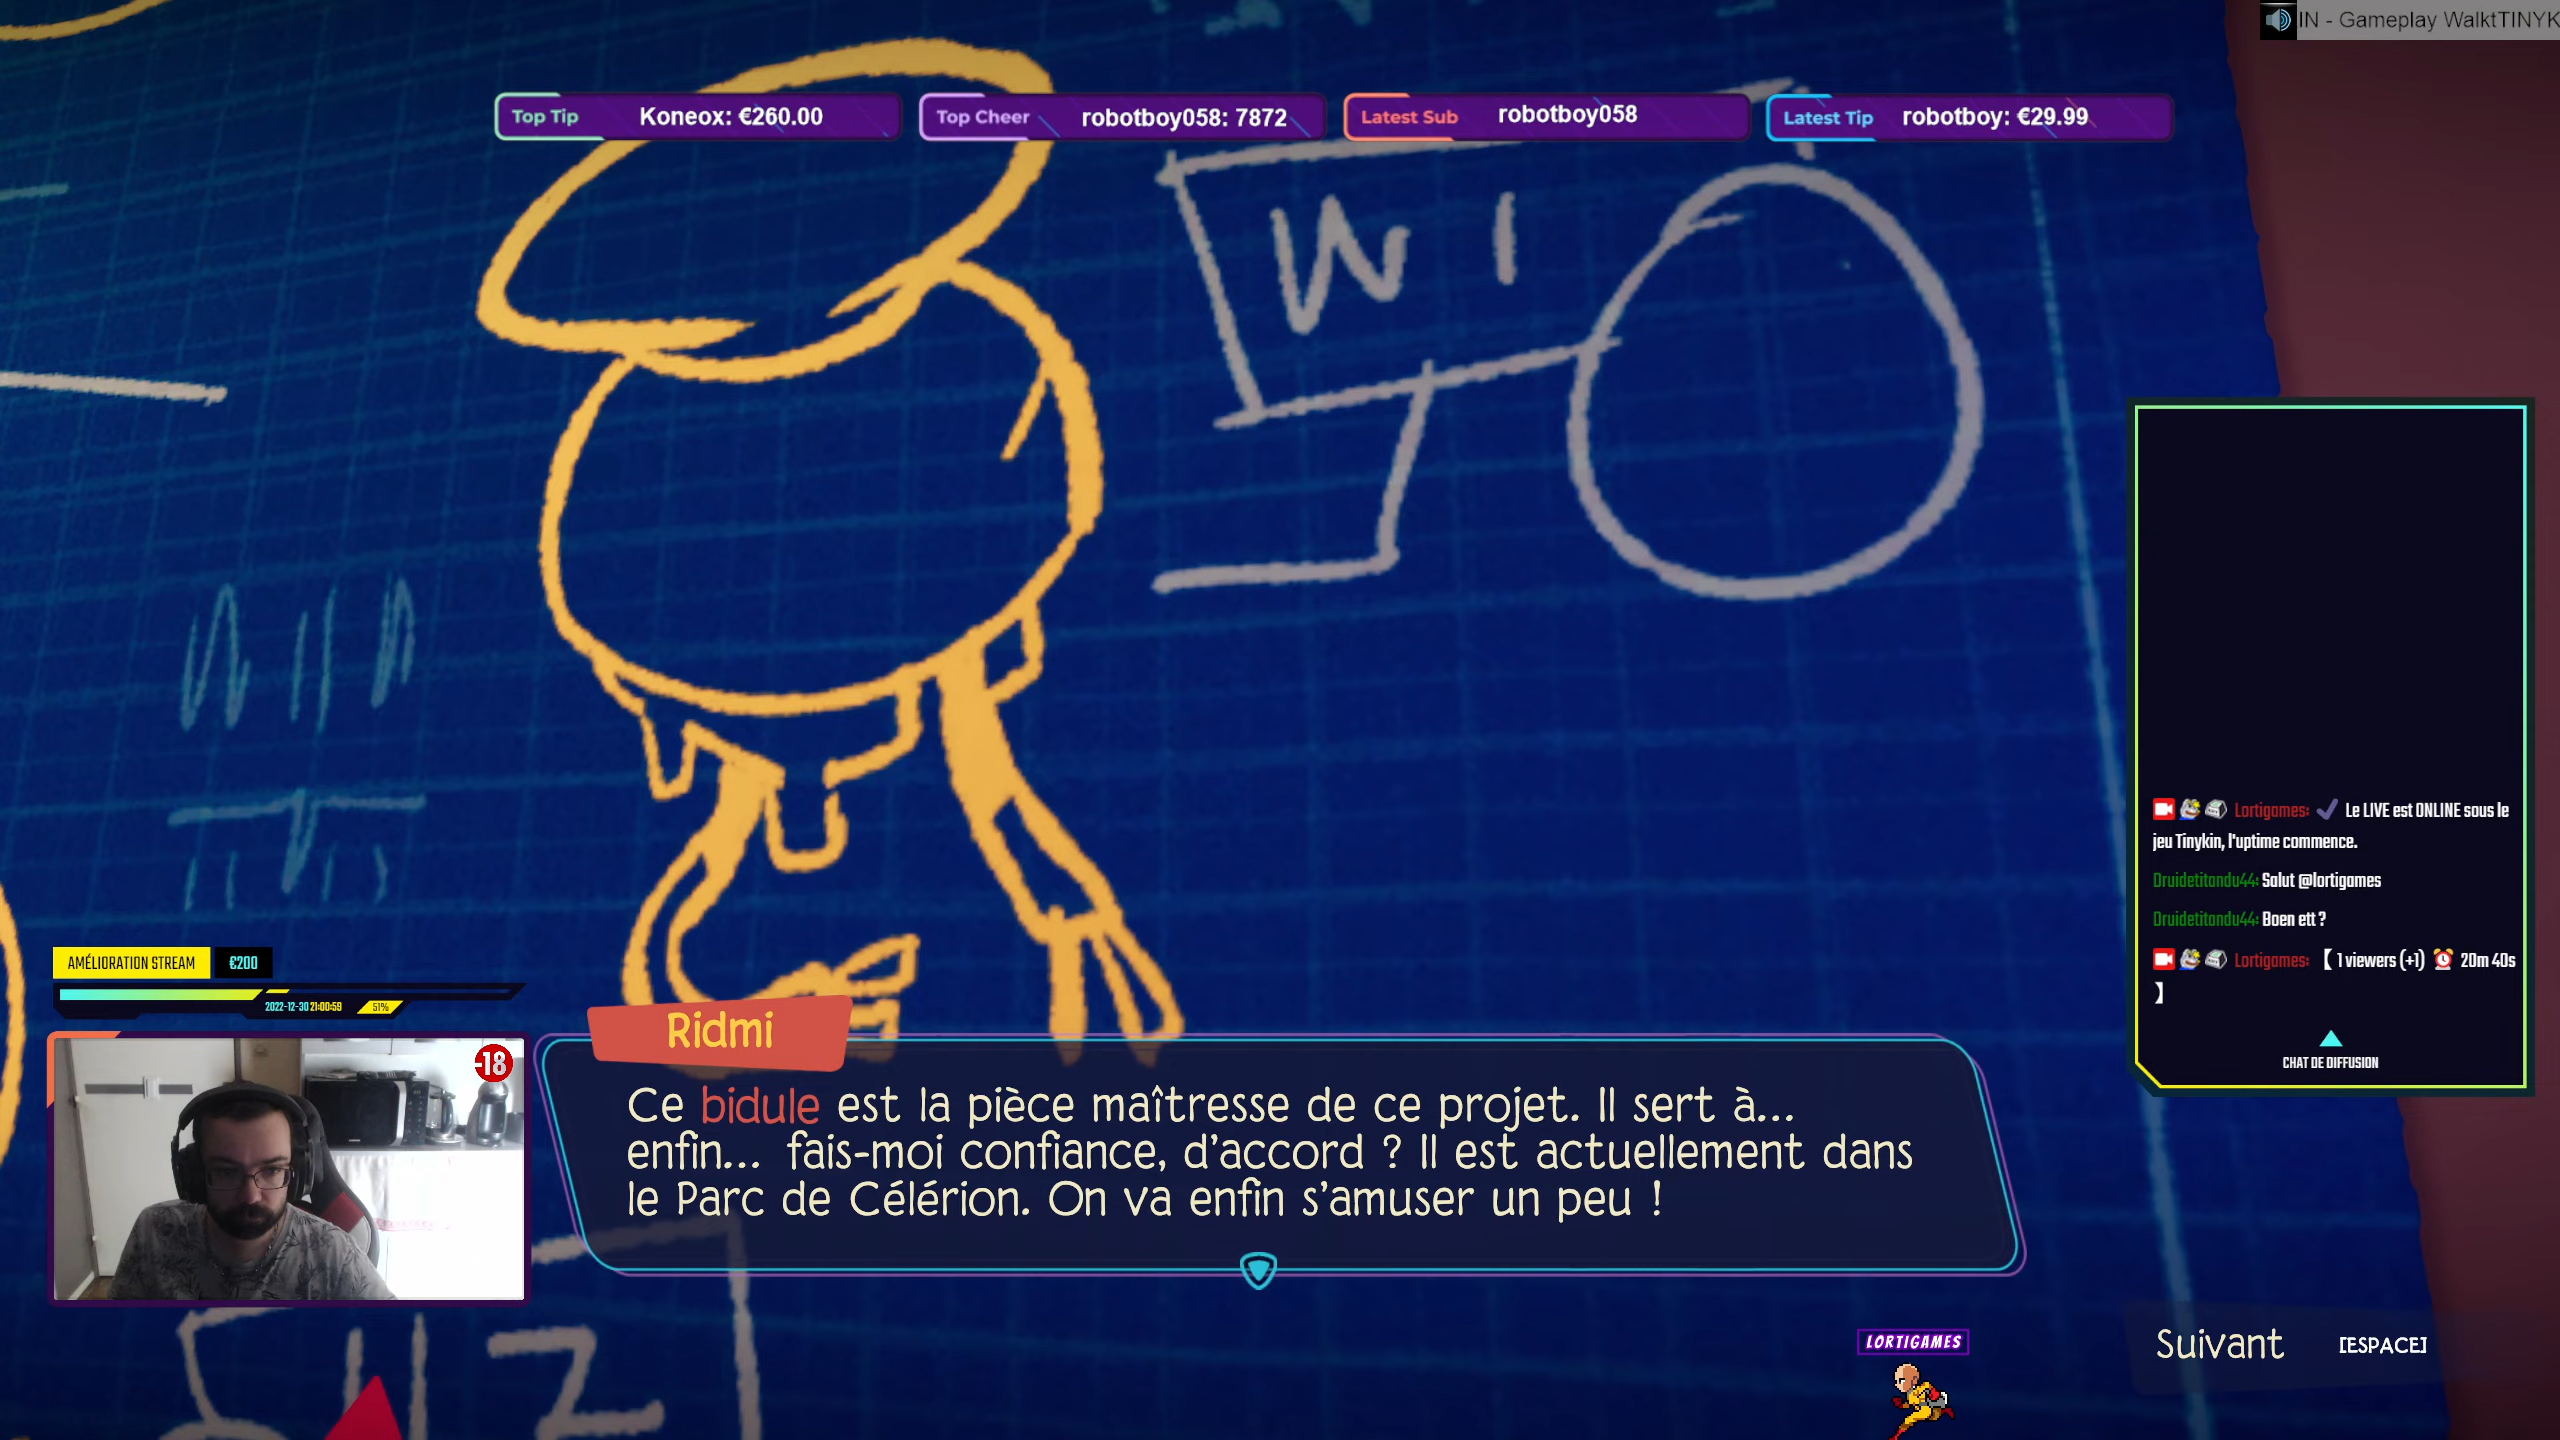 IN - Gameplay WalktTINYK
Top Tip Koneox: €260.00
Top Cheer robotboy058: 7872
Latest Sub robotboy058
Latest Tip robotboy: €29.99
W I
Lortigames: Le LIVE est ONLINE sous le
jeu Tinykin, l'uptime commence.
Druidetitandu44: Salut @lortigames
Druidetitandu44: Boen ett ?
Lortigames: 【 1 viewers (+1) ⏰ 20m 40s
】
CHAT DE DIFFUSION
AMÉLIORATION STREAM €200
2022-12-30 21:00:59 51%
-18
Ridmi
Ce bidule est la pièce maîtresse de ce projet. Il sert à...
enfin... fais-moi confiance, d'accord ? Il est actuellement dans
le Parc de Célérion. On va enfin s'amuser un peu !
LORTIGAMES
Suivant [ESPACE]